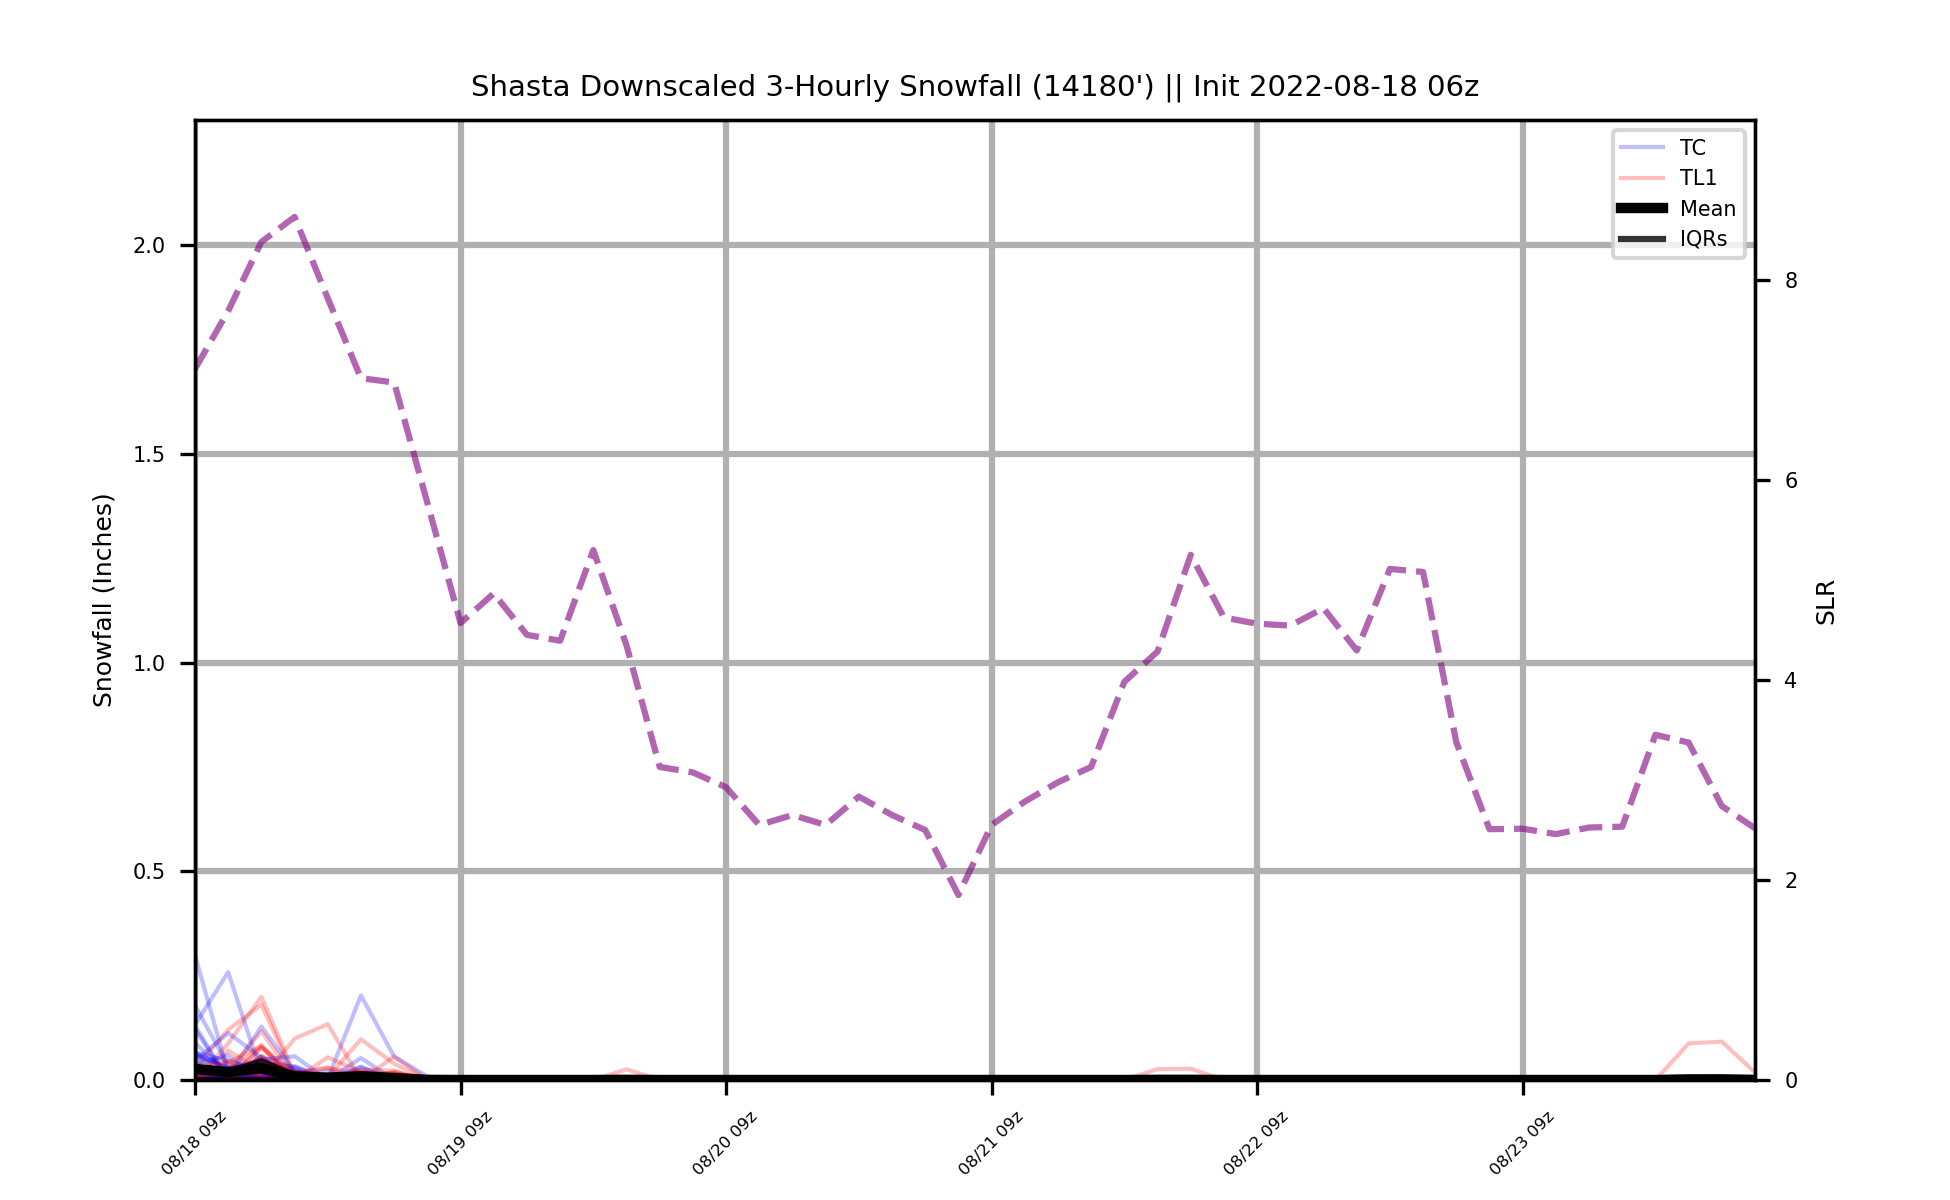 Shasta Downscaled 3-Hourly Snowfall (14180') || Init 2022-08-18 06z
TC
TL1
Mean
IQRs
2.0
1.5
1.0
0.5
0.0
Snowfall (Inches)
8
6
4
2
0
SLR
08/18 09z
08/19 09z
08/20 09z
08/21 09z
08/22 09z
08/23 09z